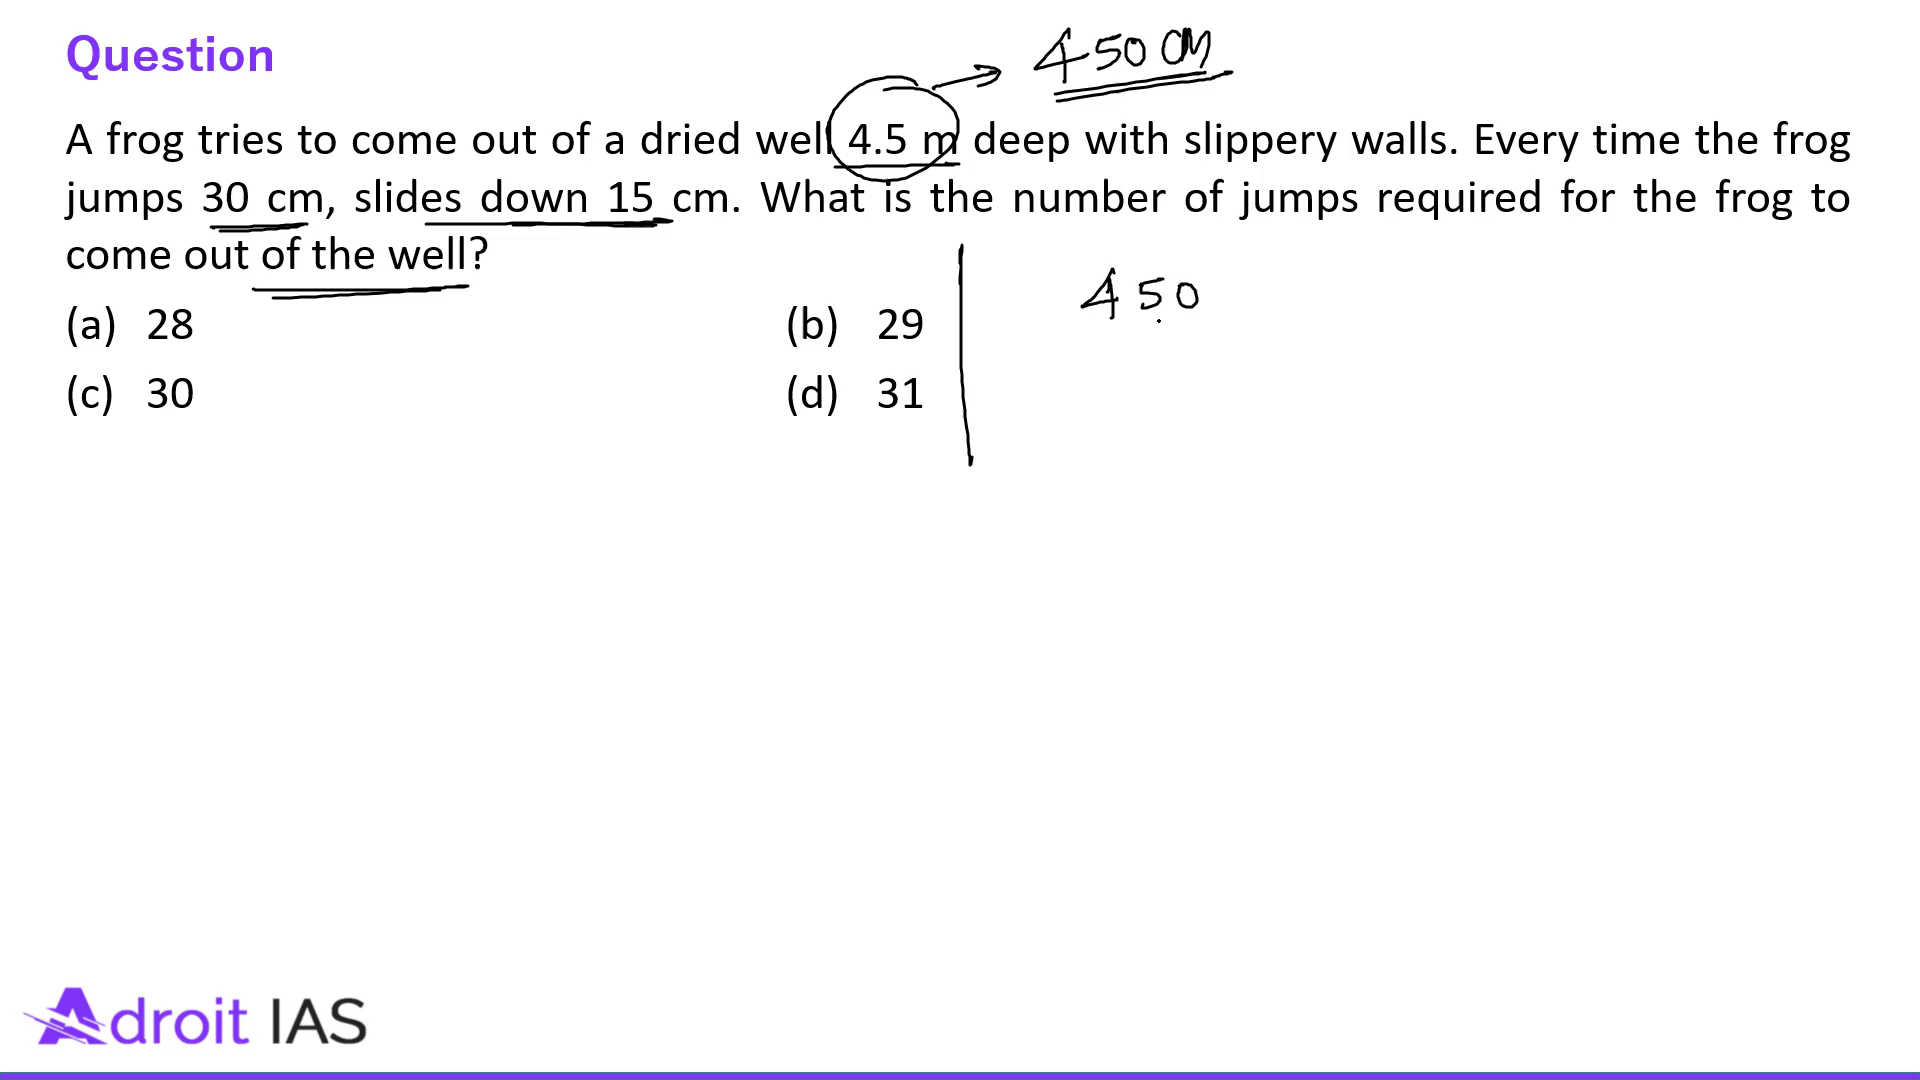 Question
450 cm
A frog tries to come out of a dried well 4.5 m deep with slippery walls. Every time the frog
jumps 30 cm, slides down 15 cm. What is the number of jumps required for the frog to
come out of the well?
450
(a) 28
(b) 29
(c) 30
(d) 31
Adroit IAS